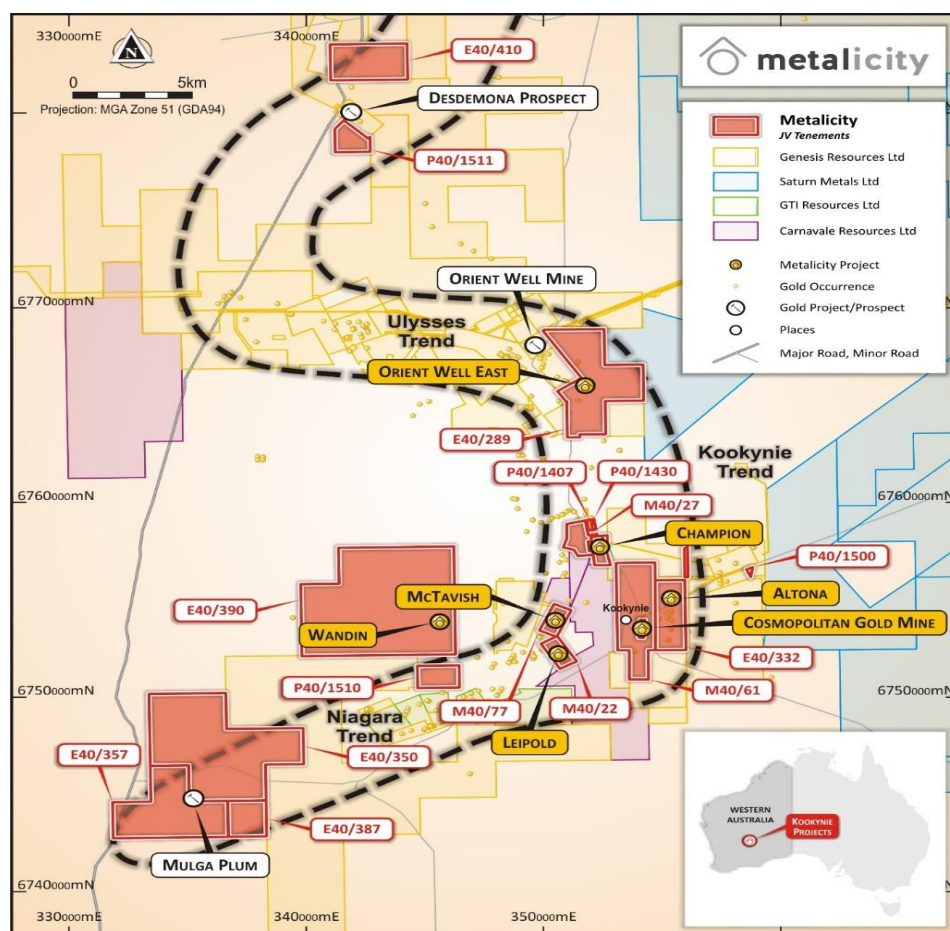 330000mE
340000mE
N
0 5km
Projection: MGA Zone 51 (GDA94)
E40/410
DESDEMONA PROSPECT
P40/1511
metalicity
Metalicity
JV Tenements
Genesis Resources Ltd
Saturn Metals Ltd
GTI Resources Ltd
Carnavale Resources Ltd
Metalicity Project
Gold Occurrence
Gold Project/Prospect
Places
Major Road, Minor Road
6770000mN
ORIENT WELL MINE
Ulysses
Trend
ORIENT WELL EAST
E40/289
Kookynie
Trend
P40/1407
P40/1430
M40/27
6760000mN
6760000mN
CHAMPION
P40/1500
E40/390
MCTAVISH
ALTONA
Kookynie
WANDIN
COSMOPOLITAN GOLD MINE
E40/332
P40/1510
M40/77
M40/22
M40/61
6750000mN
6750000mN
Niagara
Trend
LEIPOLD
E40/357
E40/350
E40/387
MULGA PLUM
WESTERN
AUSTRALIA
KOOKYNIE
PROJECTS
6740000mN
330000mE
340000mE
350000mE